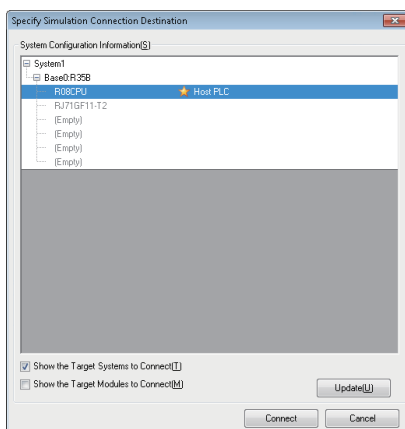 Specify Simulation Connection Destination
System Configuration Information(S)
System1
Base0:R35B
R08CPU Host PLC
RJ71GF11-T2
(Empty)
(Empty)
(Empty)
(Empty)
Show the Target Systems to Connect(T)
Show the Target Modules to Connect(M)
Update(U)
Connect Cancel